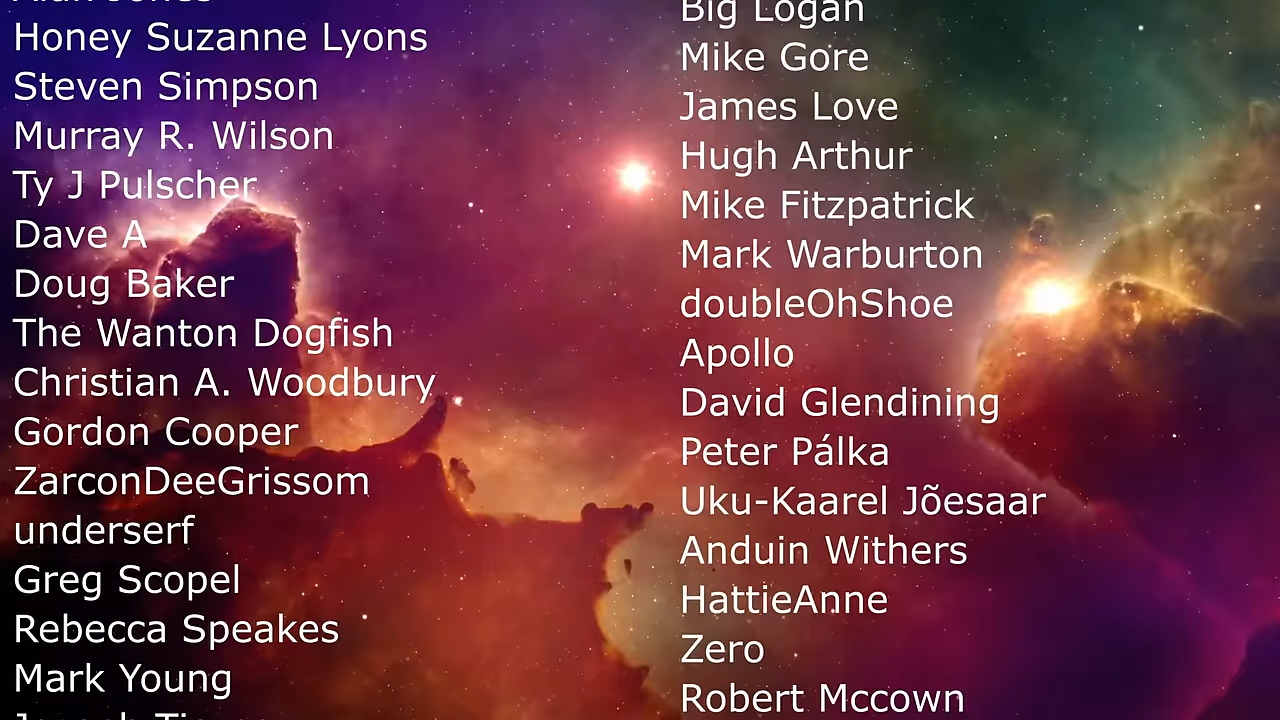 Honey Suzanne Lyons
Steven Simpson
Murray R. Wilson
Ty J Pulscher
Dave A
Doug Baker
The Wanton Dogfish
Christian A. Woodbury
Gordon Cooper
ZarconDeeGrissom
underserf
Greg Scopel
Rebecca Speakes
Mark Young
Big Logan
Mike Gore
James Love
Hugh Arthur
Mike Fitzpatrick
Mark Warburton
doubleOhShoe
Apollo
David Glendining
Peter Pálka
Uku-Kaarel Jõesaar
Anduin Withers
HattieAnne
Zero
Robert Mccown